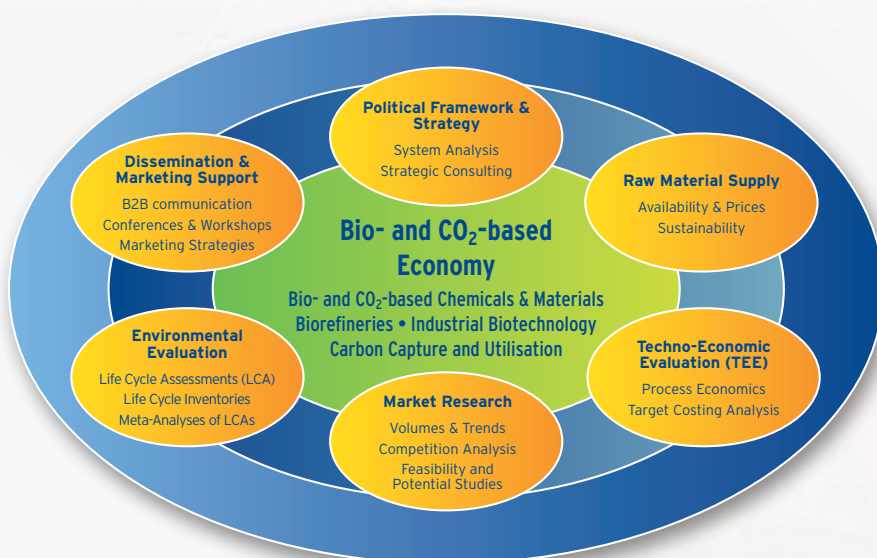 Political Framework &
Strategy
System Analysis
Strategic Consulting
Dissemination &
Marketing Support
B2B communication
Conferences & Workshops
Marketing Strategies
Raw Material Supply
Availability & Prices
Sustainability
Bio- and CO₂-based
Economy
Bio- and CO₂-based Chemicals & Materials
Biorefineries • Industrial Biotechnology
Carbon Capture and Utilisation
Environmental
Evaluation
Life Cycle Assessments (LCA)
Life Cycle Inventories
Meta-Analyses of LCAs
Techno-Economic
Evaluation (TEE)
Process Economics
Target Costing Analysis
Market Research
Volumes & Trends
Competition Analysis
Feasibility and
Potential Studies